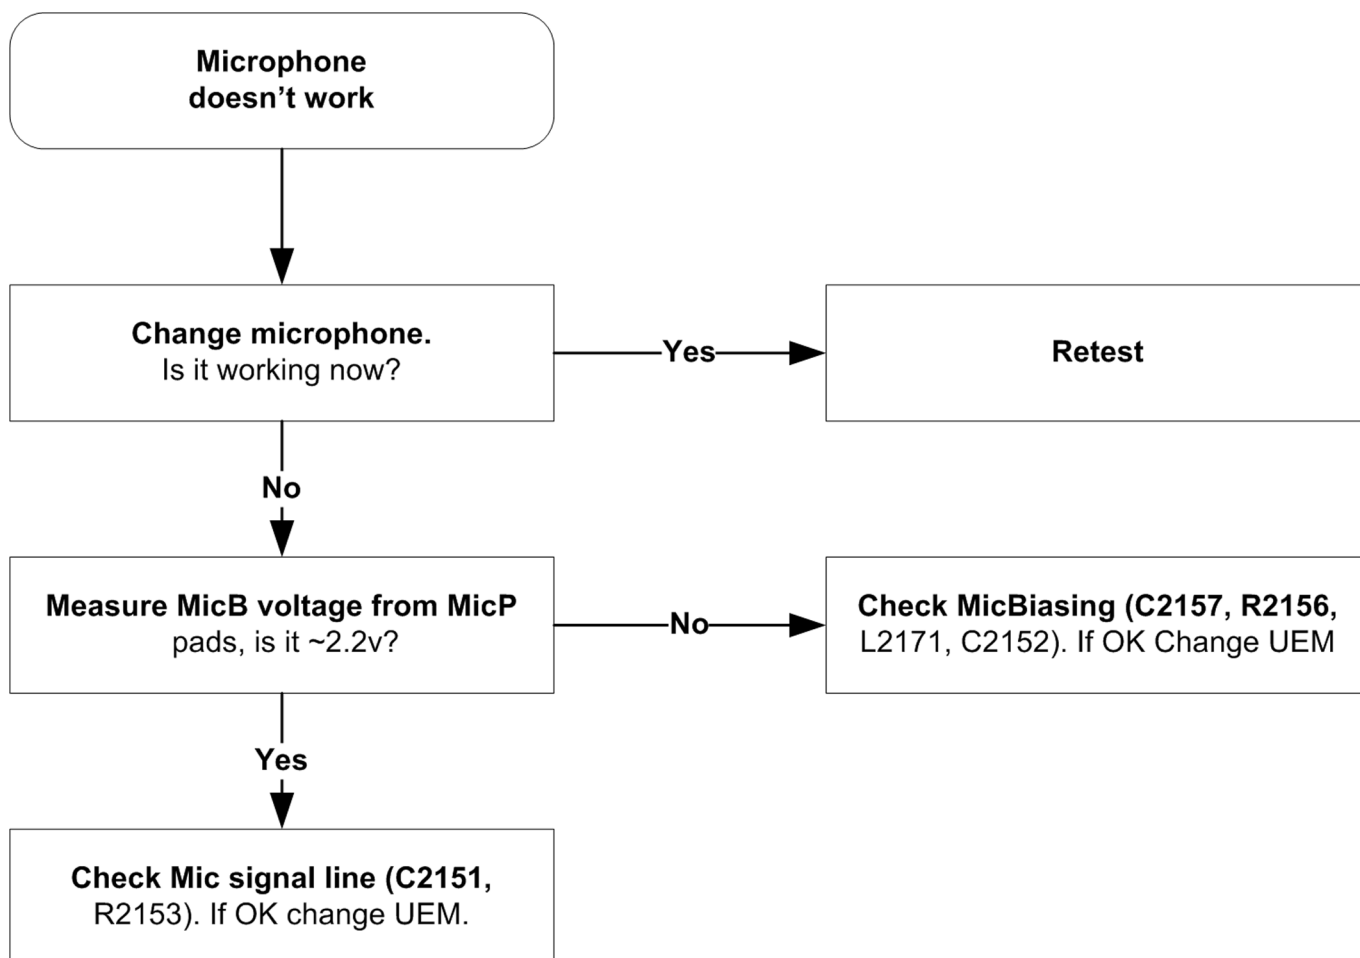 Microphone
doesn’t work
Change microphone.
Is it working now?
Yes
Retest
No
Measure MicB voltage from MicP
pads, is it ~2.2v?
No
Check MicBiasing (C2157, R2156,
L2171, C2152). If OK Change UEM
Yes
Check Mic signal line (C2151,
R2153). If OK change UEM.